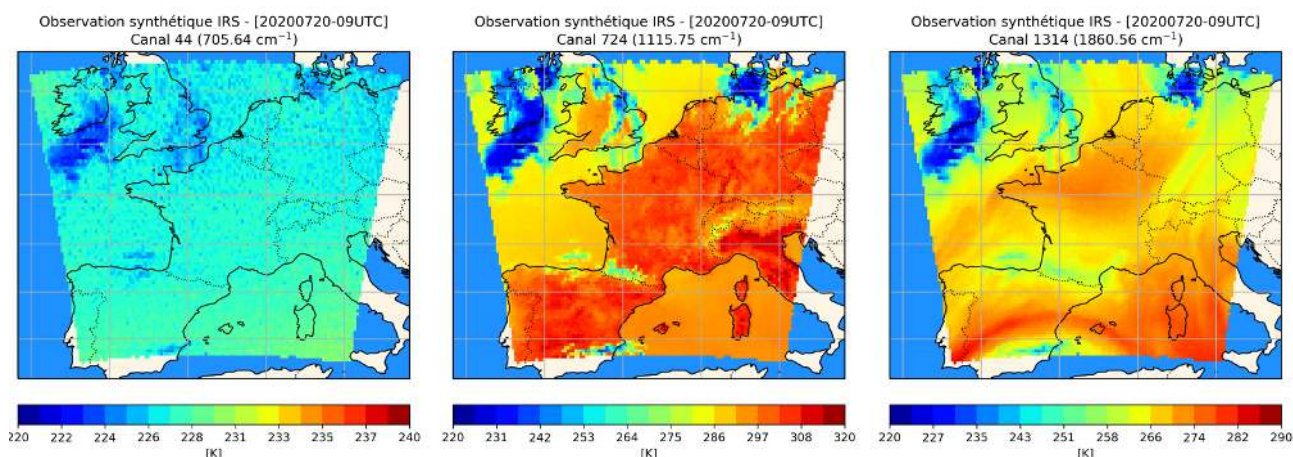 Observation synthétique IRS - [20200720-09UTC]
Canal 44 (705.64 cm⁻¹)
220 222 224 226 228 231 233 235 237 240
[K]
Observation synthétique IRS - [20200720-09UTC]
Canal 724 (1115.75 cm⁻¹)
220 231 242 253 264 275 286 297 308 320
[K]
Observation synthétique IRS - [20200720-09UTC]
Canal 1314 (1860.56 cm⁻¹)
220 227 235 243 251 258 266 274 282 290
[K]